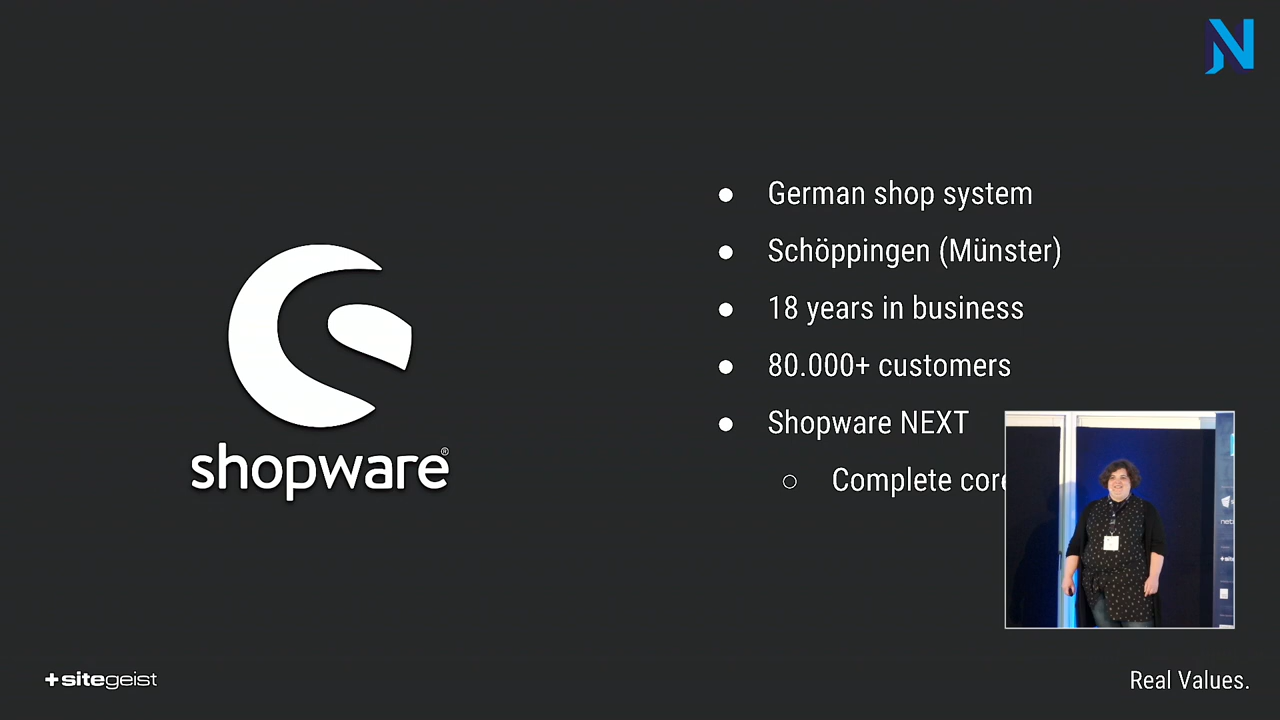 German shop system
Schöppingen (Münster)
18 years in business
80.000+ customers
Shopware NEXT
Complete
shopware®
+sitegeist
Real Values.